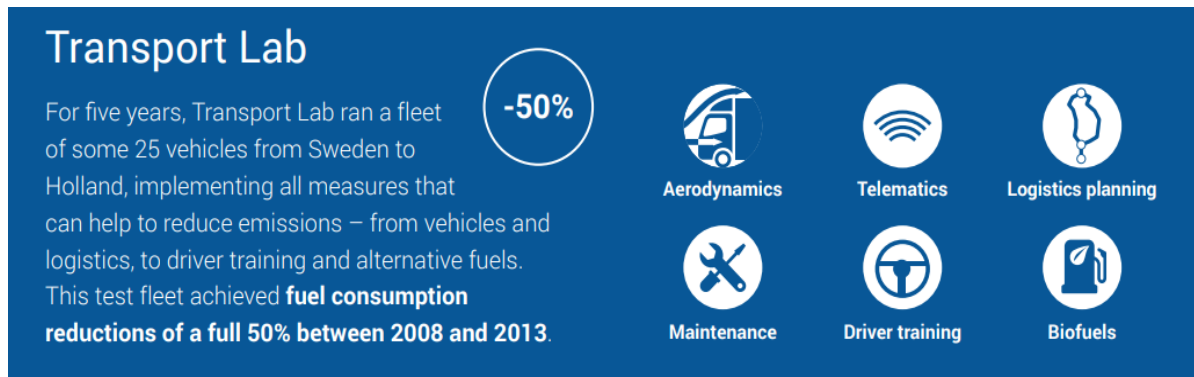 Transport Lab
-50%
For five years, Transport Lab ran a fleet
of some 25 vehicles from Sweden to
Holland, implementing all measures that
can help to reduce emissions – from vehicles and
logistics, to driver training and alternative fuels.
This test fleet achieved fuel consumption
reductions of a full 50% between 2008 and 2013.
Aerodynamics
Telematics
Logistics planning
Maintenance
Driver training
Biofuels